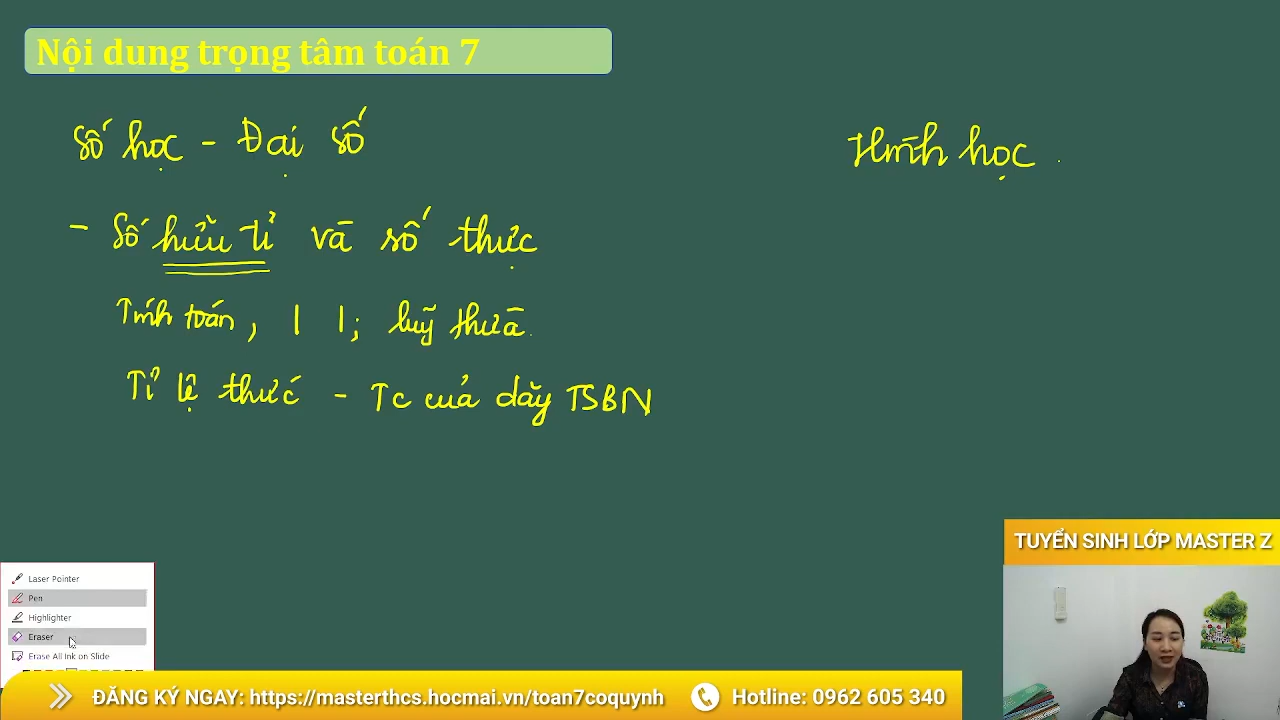 Nội dung trọng tâm toán 7
Số học - Đại số
Hình học
- Số hữu tỉ và số thực
Tính toán, | |; luỹ thừa
Tỉ lệ thức - Tc của dãy TSBN
TUYỂN SINH LỚP MASTER Z
Laser Pointer
Pen
Highlighter
Eraser
Erase All Ink on Slide
ĐĂNG KÝ NGAY: https://masterthcs.hocmai.vn/toan7coquynh
Hotline: 0962 605 340